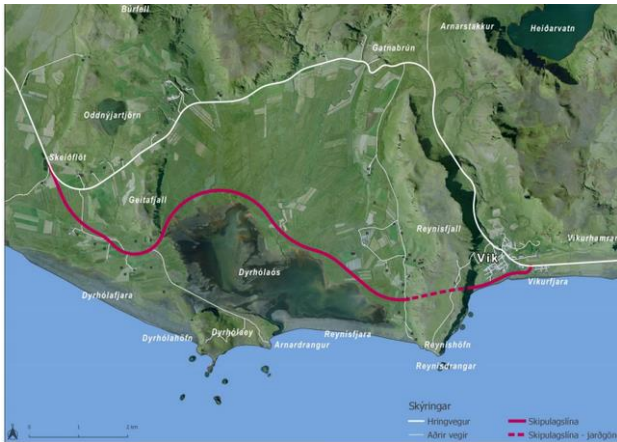 Búrfell
Arnarstakkur
Heiðarvatn
Gatnabrún
Oddnýjartjörn
Skeiðflöt
Geitafjall
Reynisfjall
Víkurhamrar
Vík
Dyrhólaós
Víkurfjara
Dyrhólafjara
Dyrhólahöfn
Dyrhólaey
Arnardrangur
Reynisfjara
Reynishöfn
Reynisdrangar
Skýringar
Hringvegur
Skipulagslína
Aðrir vegir
Skipulagslína - jarðgöng
0 1 2 km